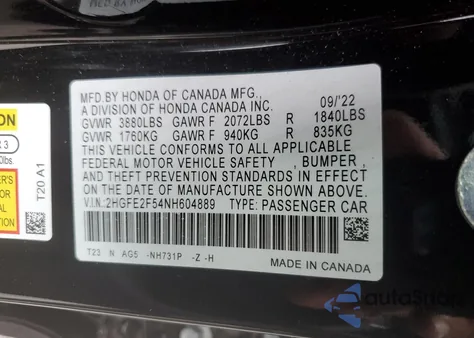 MFD.BY HONDA OF CANADA MFG.,
A DIVISION OF HONDA CANADA INC. 09/'22
GVWR 3880LBS GAWR F 2072LBS R 1840LBS
GVWR 1760KG GAWR F 940KG R 835KG
THIS VEHICLE CONFORMS TO ALL APPLICABLE
FEDERAL MOTOR VEHICLE SAFETY , BUMPER ,
AND THEFT PREVENTION STANDARDS IN EFFECT
ON THE DATE OF MANUFACTURE SHOWN ABOVE.
V.I.N:2HGFE2F54NH604889 TYPE: PASSENGER CAR
T23 N AG5 -NH731P -Z -H
MADE IN CANADA
T20 A1